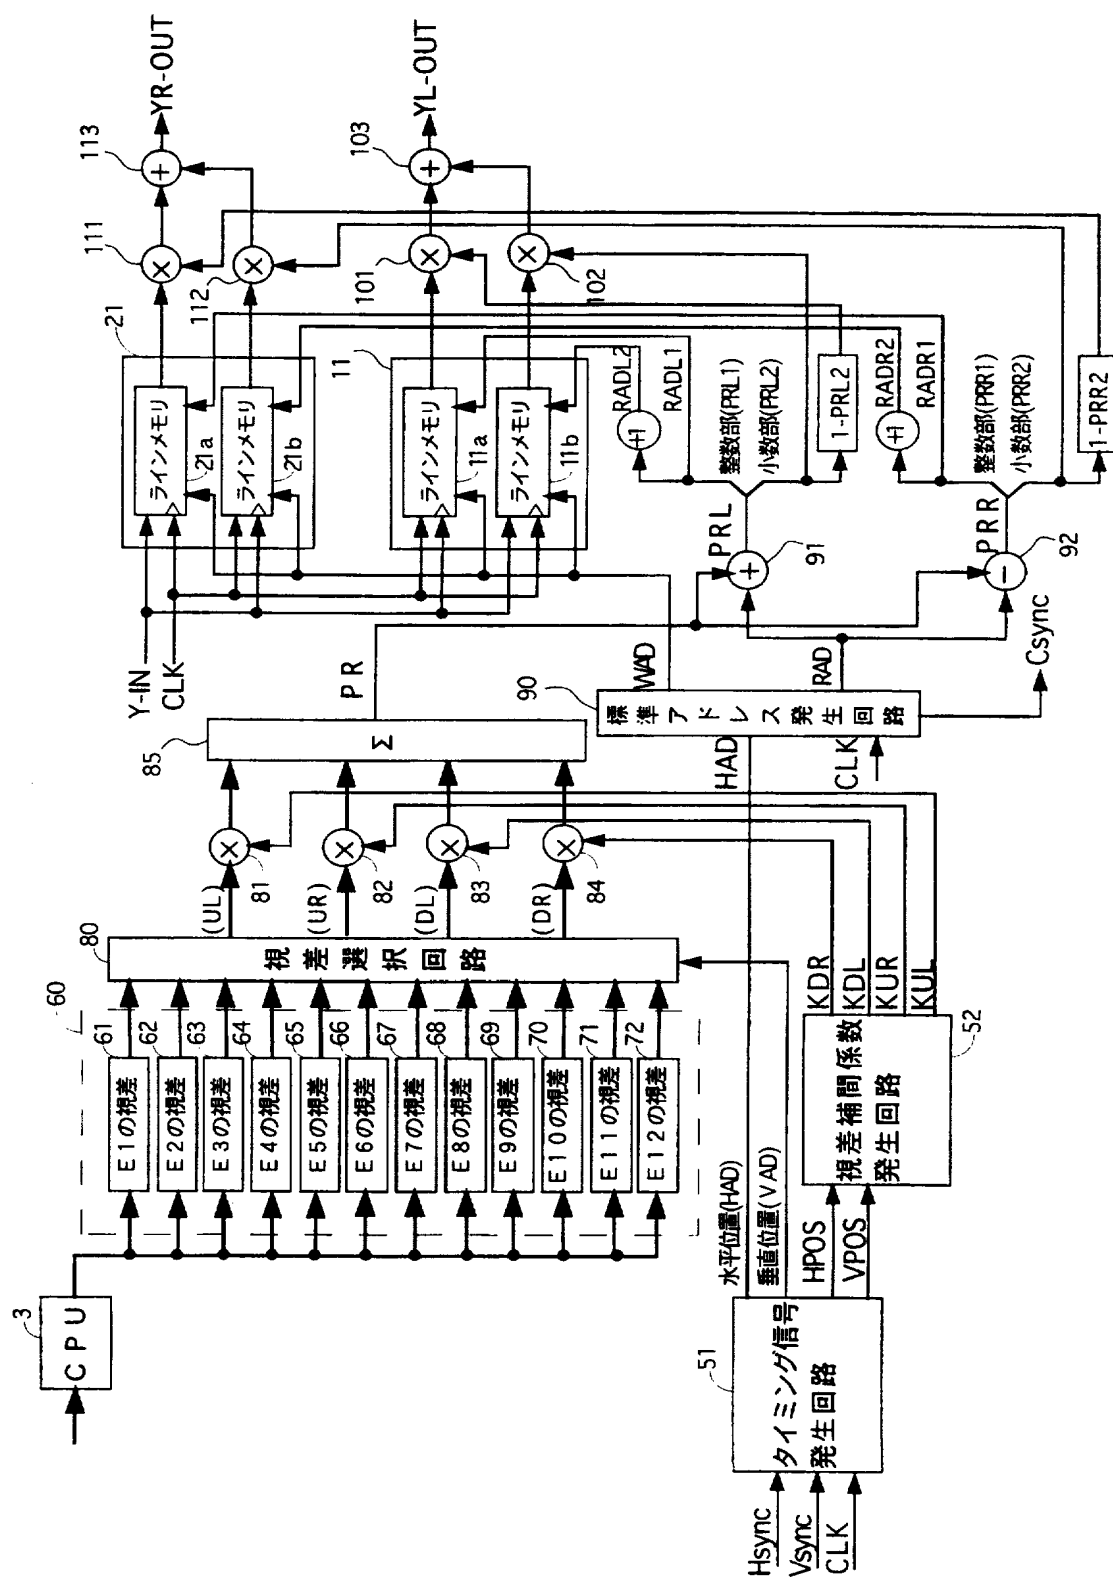 3
CPU
60
61
E1の視差
62
E2の視差
63
E3の視差
64
E4の視差
65
E5の視差
66
E6の視差
67
E7の視差
68
E8の視差
69
E9の視差
70
E10の視差
71
E11の視差
72
E12の視差
80
視差選択回路
(UL)
(UR)
(DL)
(DR)
81
×
82
×
83
×
84
×
85
Σ
PR
Y-IN
CLK
21
ラインメモリ
21a
ラインメモリ
21b
11
ラインメモリ
11a
ラインメモリ
11b
111
×
112
×
113
+
YR-OUT
101
×
102
×
103
+
YL-OUT
51
Hsync
Vsync
CLK
タイミング信号
発生回路
水平位置(HAD)
垂直位置(VAD)
HPOS
VPOS
52
視差補間係数
発生回路
KDR
KDL
KUR
KUL
HAD
CLK
90
標準アドレス発生回路
WAD
RAD
Csync
+
91
PRL
−
92
PRR
+1
RADL2
RADL1
整数部(PRL1)
小数部(PRL2)
1-PRL2
+1
RADR2
RADR1
整数部(PRR1)
小数部(PRR2)
1-PRR2